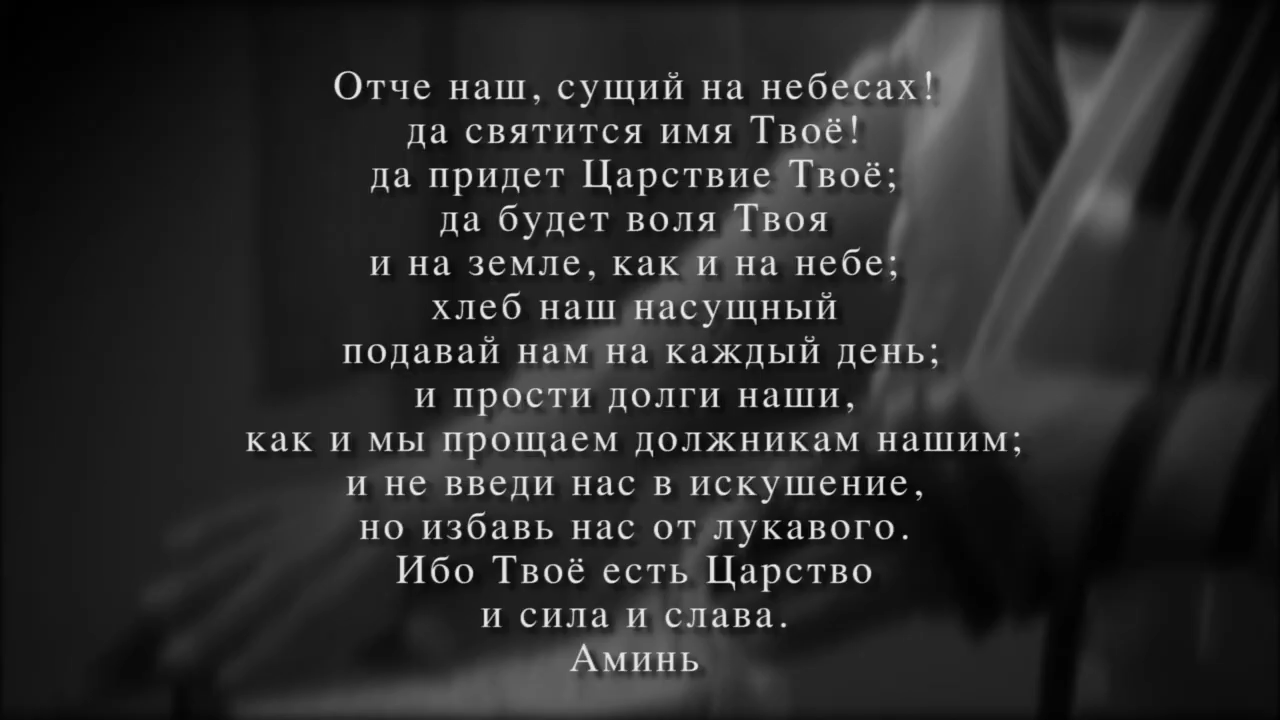 Отче наш, сущий на небесах!
да святится имя Твоё!
да придет Царствие Твоё;
да будет воля Твоя
и на земле, как и на небе;
хлеб наш насущный
подавай нам на каждый день;
и прости долги наши,
как и мы прощаем должникам нашим;
и не введи нас в искушение,
но избавь нас от лукавого.
Ибо Твоё есть Царство
и сила и слава.
Аминь